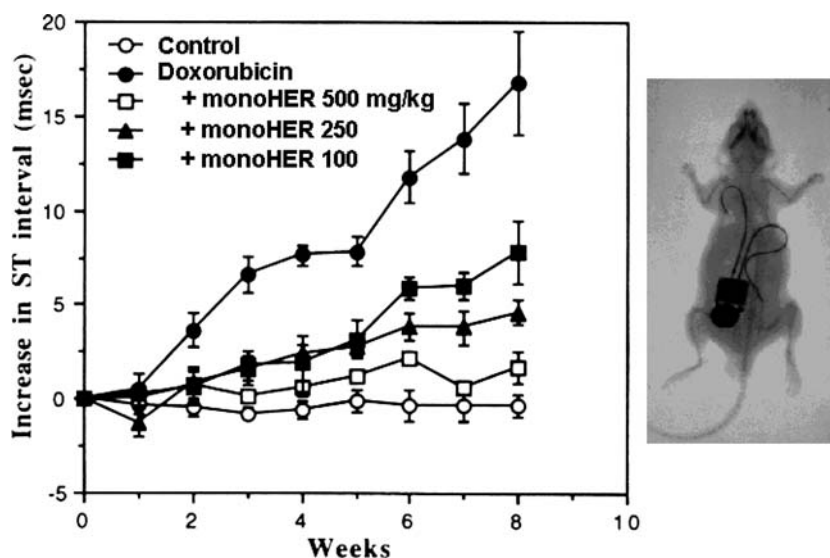 20
15
10
5
0
-5
Increase in ST interval (msec)
Control
Doxorubicin
+ monoHER 500 mg/kg
+ monoHER 250
+ monoHER 100
0 2 4 6 8 10
Weeks